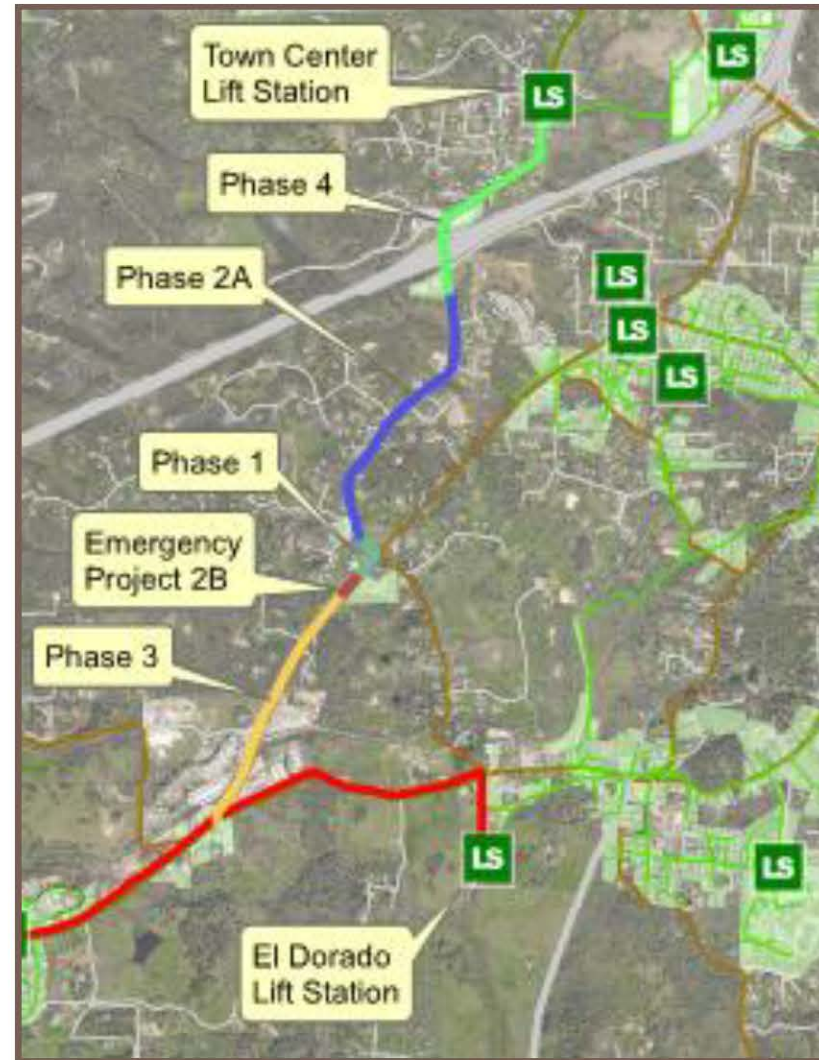 Town Center
Lift Station
LS
LS
Phase 4
Phase 2A
LS
LS
LS
Phase 1
Emergency
Project 2B
Phase 3
LS
LS
El Dorado
Lift Station